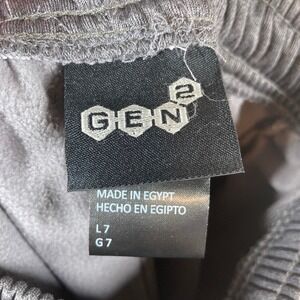 GEN2
MADE IN EGYPT
HECHO EN EGIPTO
L 7
G 7